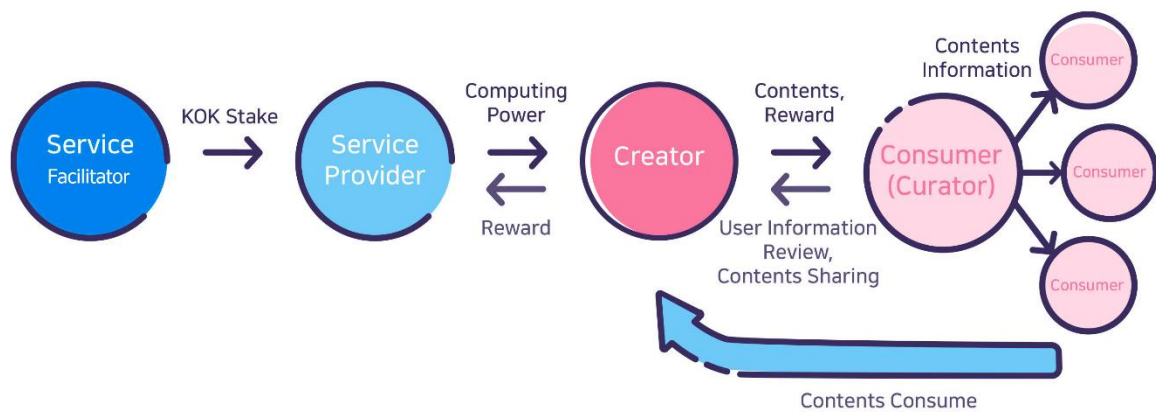 Service
Facilitator
KOK Stake
Service
Provider
Computing
Power
Reward
Creator
Contents,
Reward
User Information
Review,
Contents Sharing
Consumer
(Curator)
Contents
Information
Consumer
Consumer
Consumer
Contents Consume